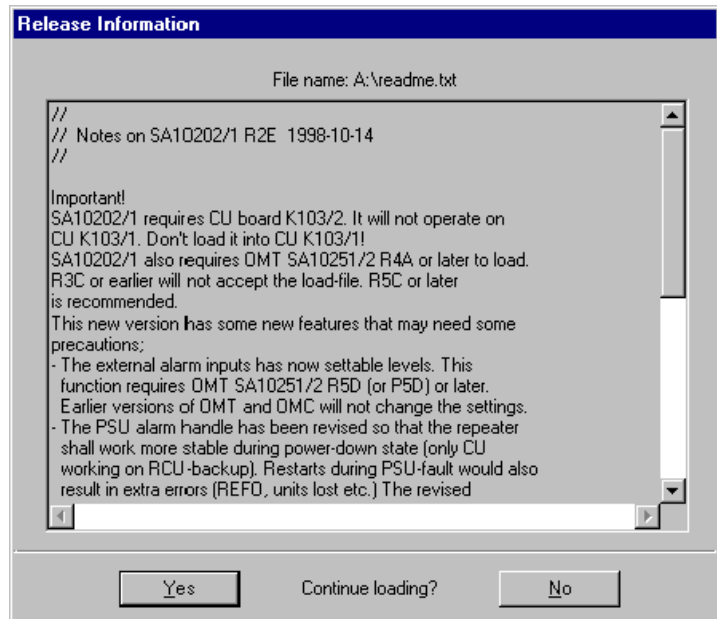 Release Information
File name: A:\readme.txt
//
// Notes on SA10202/1 R2E 1998-10-14
//
Important!
SA10202/1 requires CU board K103/2. It will not operate on
CU K103/1. Don't load it into CU K103/1!
SA10202/1 also requires OMT SA10251/2 R4A or later to load.
R3C or earlier will not accept the load-file. R5C or later
is recommended.
This new version has some new features that may need some
precautions;
- The external alarm inputs has now settable levels. This
function requires OMT SA10251/2 R5D (or P5D) or later.
Earlier versions of OMT and OMC will not change the settings.
- The PSU alarm handle has been revised so that the repeater
shall work more stable during power-down state (only CU
working on RCU-backup). Restarts during PSU-fault would also
result in extra errors (REFO, units lost etc.) The revised
Yes
Continue loading?
No